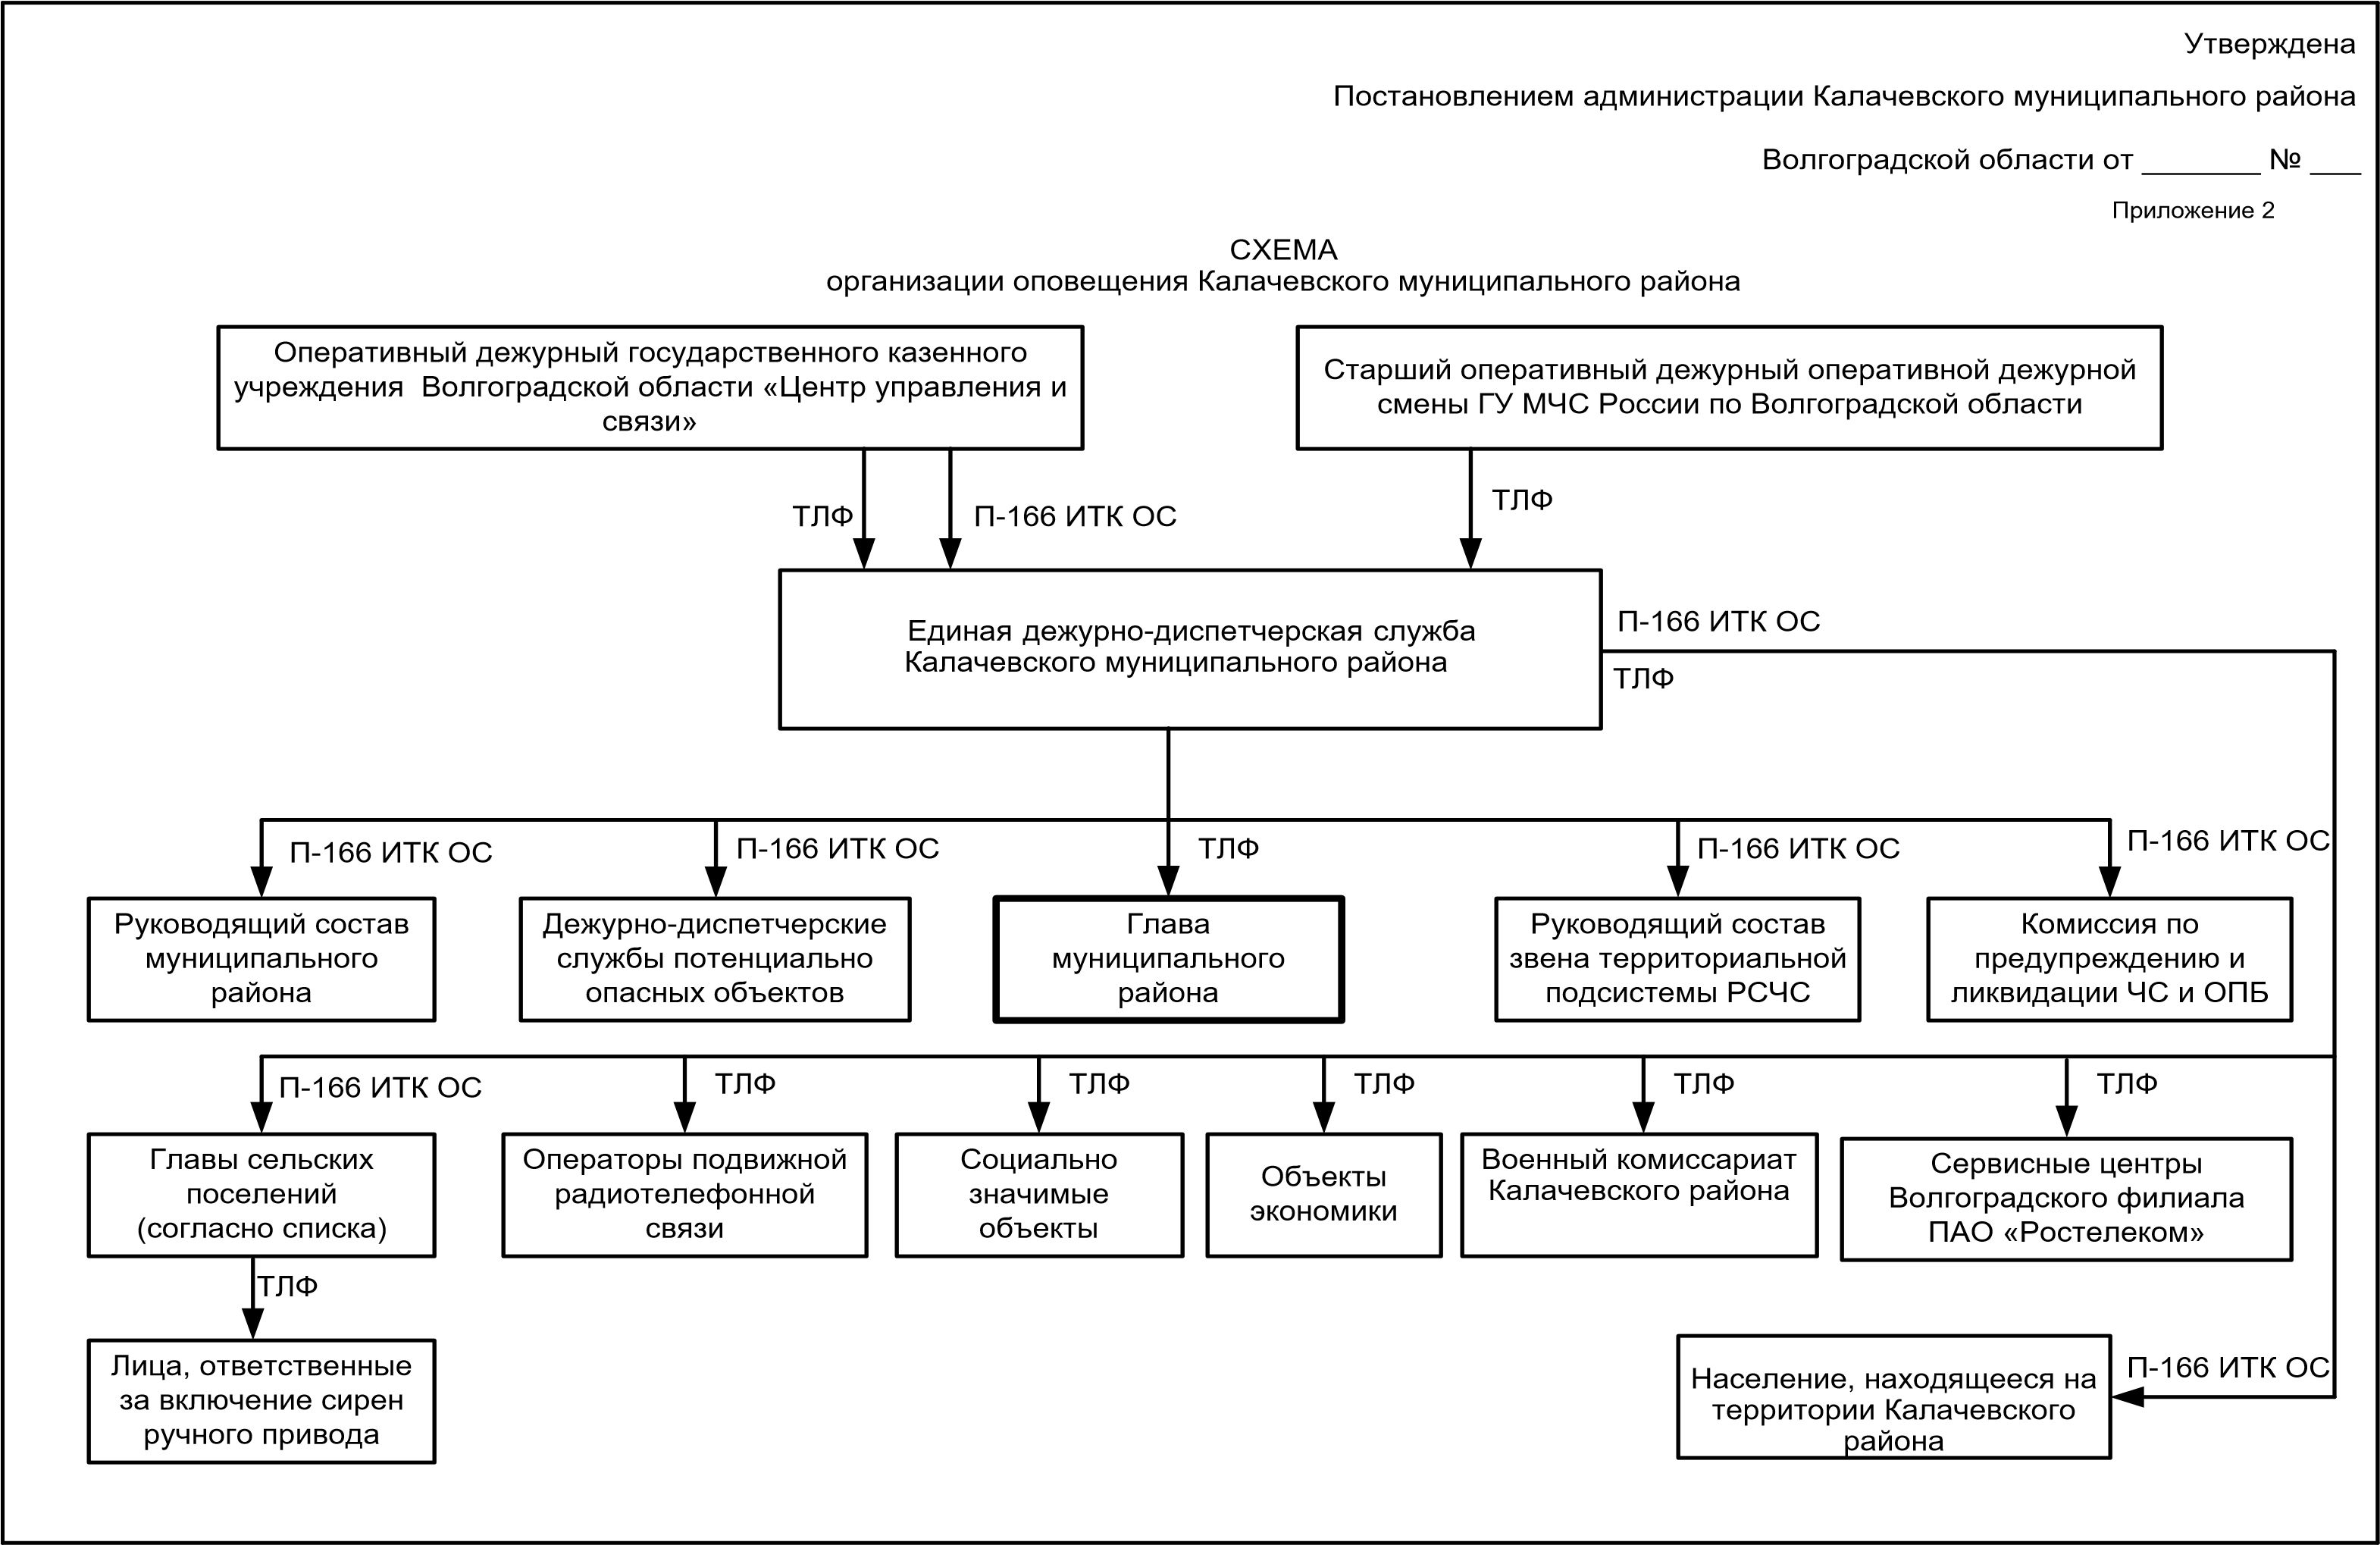 Утверждена
Постановлением администрации Калачевского муниципального района
Волгоградской области от _______ № ___
Приложение 2
СХЕМА
организации оповещения Калачевского муниципального района
Оперативный дежурный государственного казенного
учреждения Волгоградской области «Центр управления и
связи»
Старший оперативный дежурный оперативной дежурной
смены ГУ МЧС России по Волгоградской области
ТЛФ
П-166 ИТК ОС
ТЛФ
Единая дежурно-диспетчерская служба
Калачевского муниципального района
П-166 ИТК ОС
ТЛФ
П-166 ИТК ОС
П-166 ИТК ОС
ТЛФ
П-166 ИТК ОС
П-166 ИТК ОС
Руководящий состав
муниципального
района
Дежурно-диспетчерские
службы потенциально
опасных объектов
Глава
муниципального
района
Руководящий состав
звена территориальной
подсистемы РСЧС
Комиссия по
предупреждению и
ликвидации ЧС и ОПБ
П-166 ИТК ОС
ТЛФ
ТЛФ
ТЛФ
ТЛФ
ТЛФ
Главы сельских
поселений
(согласно списка)
Операторы подвижной
радиотелефонной
связи
Социально
значимые
объекты
Объекты
экономики
Военный комиссариат
Калачевского района
Сервисные центры
Волгоградского филиала
ПАО «Ростелеком»
ТЛФ
Лица, ответственные
за включение сирен
ручного привода
Население, находящееся на
территории Калачевского
района
П-166 ИТК ОС